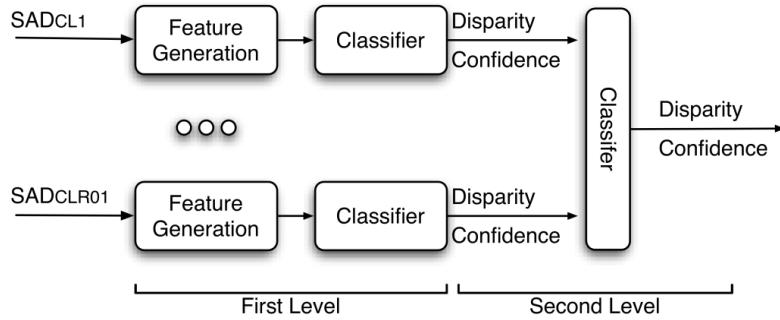 SADCL1
Feature
Generation
Classifier
Disparity
Confidence
Classifer
Disparity
Confidence
SADCLR01
Feature
Generation
Classifier
Disparity
Confidence
First Level
Second Level